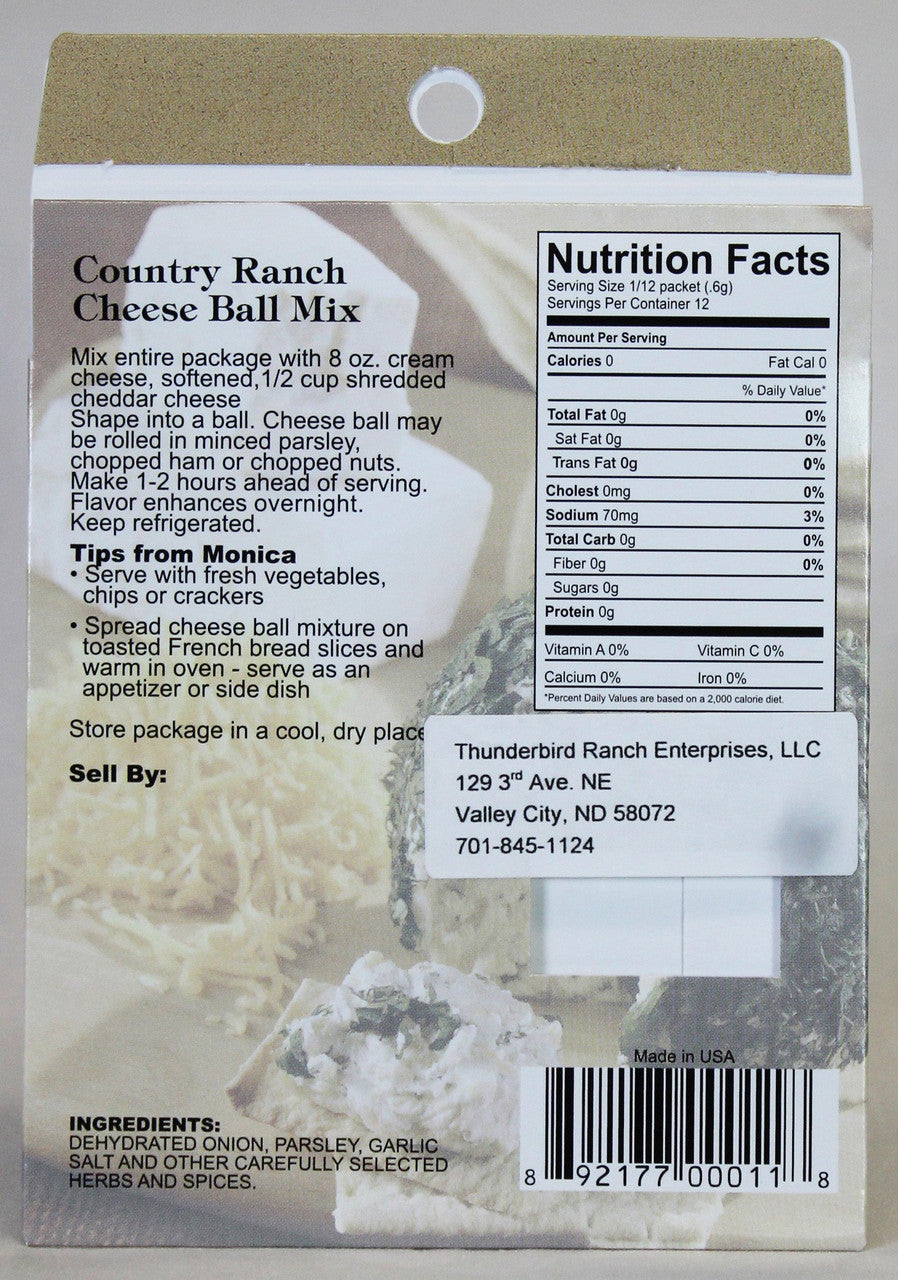 Country Ranch
Cheese Ball Mix
Mix entire package with 8 oz. cream
cheese, softened,1/2 cup shredded
cheddar cheese
Shape into a ball. Cheese ball may
be rolled in minced parsley,
chopped ham or chopped nuts.
Make 1-2 hours ahead of serving.
Flavor enhances overnight.
Keep refrigerated.
Tips from Monica
• Serve with fresh vegetables,
chips or crackers
• Spread cheese ball mixture on
toasted French bread slices and
warm in oven - serve as an
appetizer or side dish
Store package in a cool, dry place
Sell By:
INGREDIENTS:
DEHYDRATED ONION, PARSLEY, GARLIC
SALT AND OTHER CAREFULLY SELECTED
HERBS AND SPICES.
Nutrition Facts
Serving Size 1/12 packet (.6g)
Servings Per Container 12
Amount Per Serving
Calories 0 Fat Cal 0
% Daily Value*
Total Fat 0g 0%
Sat Fat 0g 0%
Trans Fat 0g 0%
Cholest 0mg 0%
Sodium 70mg 3%
Total Carb 0g 0%
Fiber 0g 0%
Sugars 0g
Protein 0g
Vitamin A 0% Vitamin C 0%
Calcium 0% Iron 0%
*Percent Daily Values are based on a 2,000 calorie diet.
Thunderbird Ranch Enterprises, LLC
129 3rd Ave. NE
Valley City, ND 58072
701-845-1124
Made in USA
8 92177 00011 8